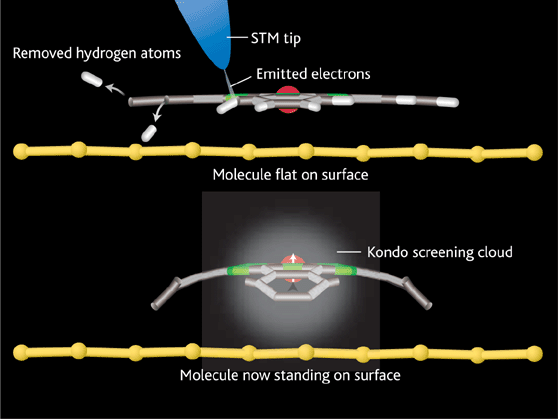 STM tip
Removed hydrogen atoms
Emitted electrons
Molecule flat on surface
Kondo screening cloud
Molecule now standing on surface